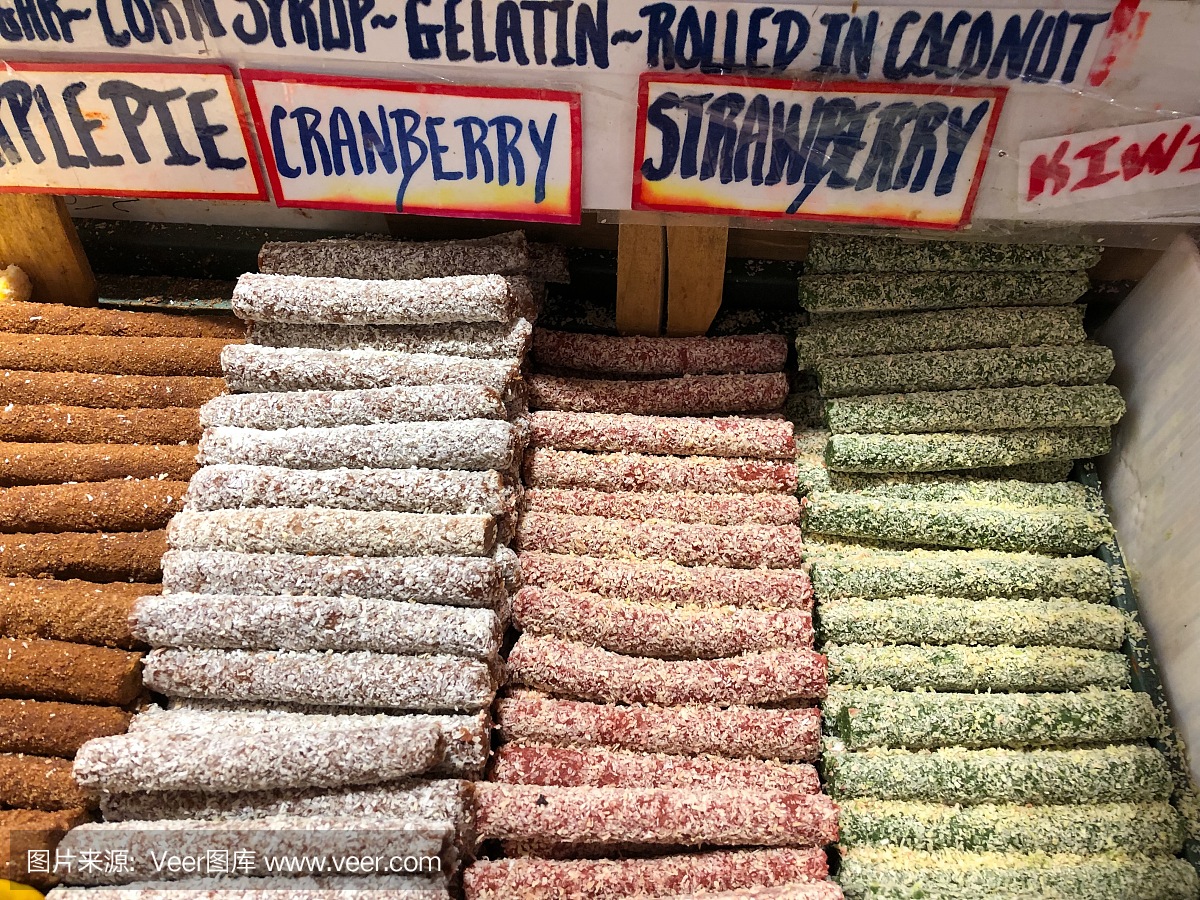 CORN SYRUP~GELATIN~ROLLED IN COCONUT!
PIE
CRANBERRY
STRAWBERRY
KIWI
图片来源: Veer图库 www.veer.com